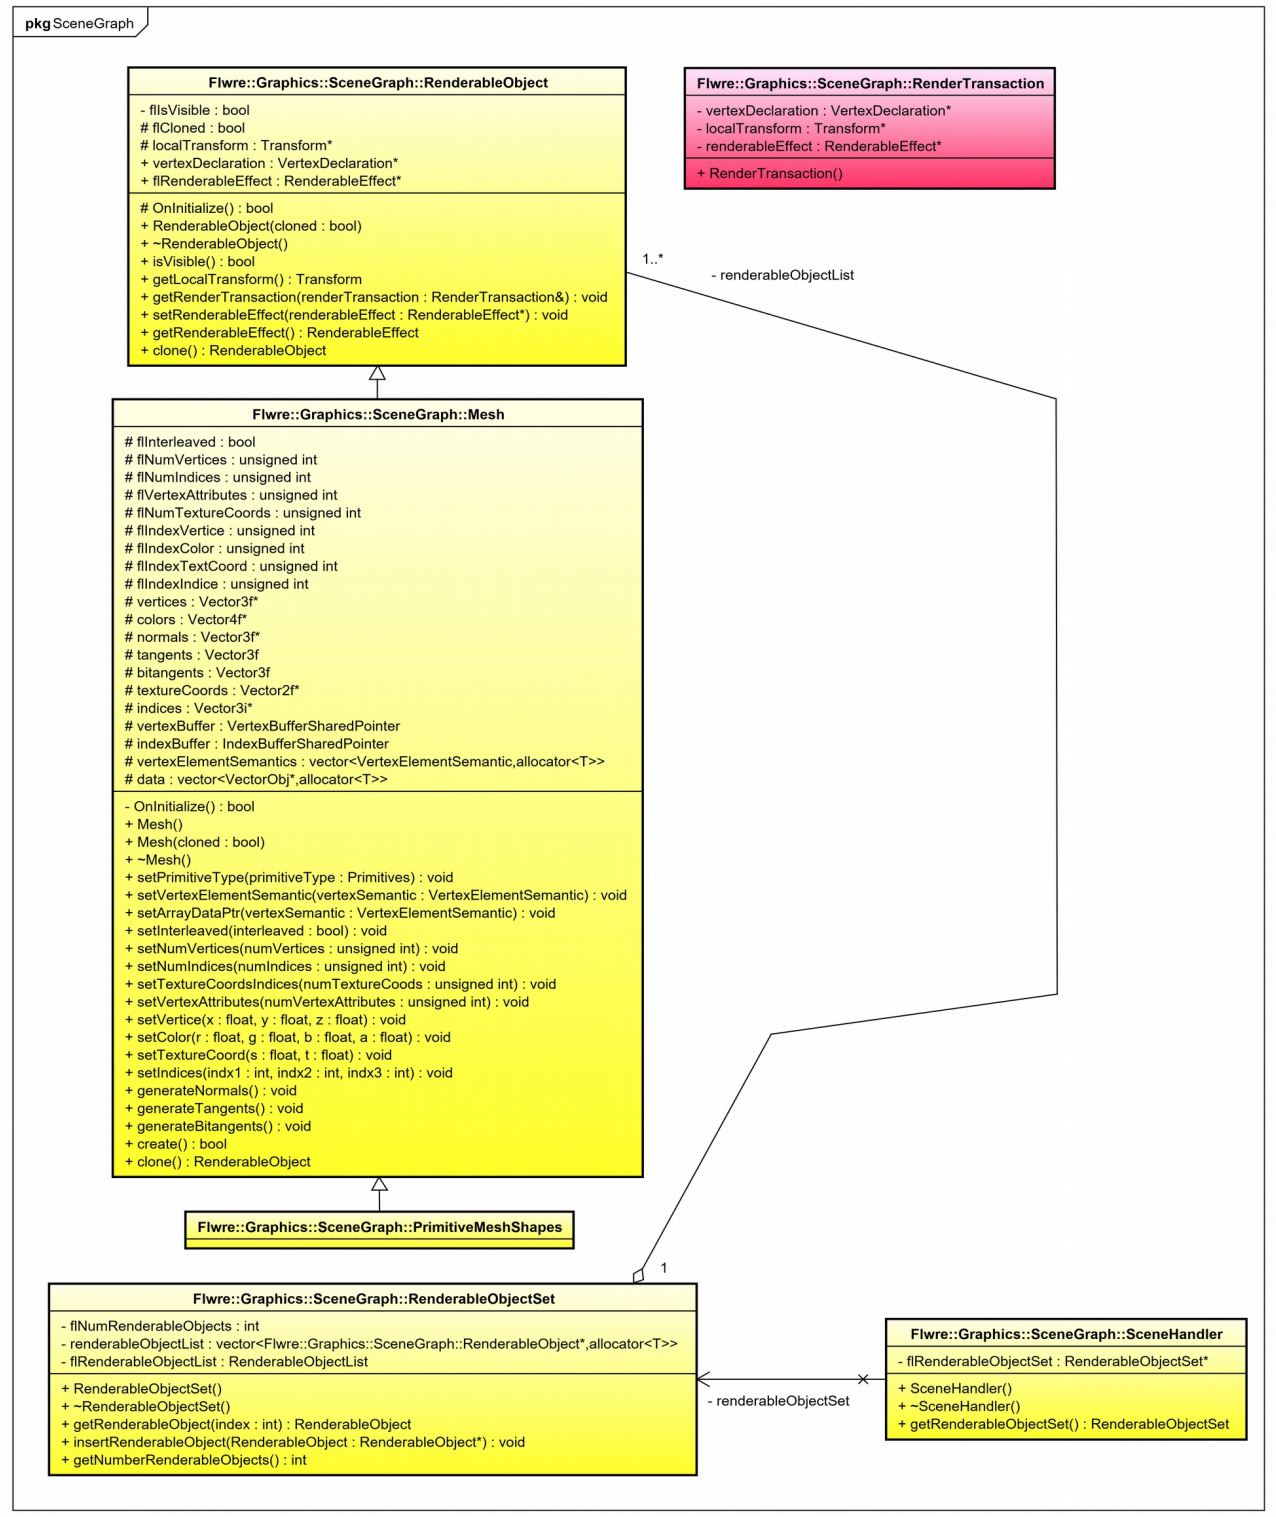 pkg SceneGraph
Flwre::Graphics::SceneGraph::RenderableObject
- flIsVisible : bool
# flCloned : bool
# localTransform : Transform*
+ vertexDeclaration : VertexDeclaration*
+ flRenderableEffect : RenderableEffect*
# OnInitialize() : bool
+ RenderableObject(cloned : bool)
+ ~RenderableObject()
+ isVisible() : bool
+ getLocalTransform() : Transform
+ getRenderTransaction(renderTransaction : RenderTransaction&) : void
+ setRenderableEffect(renderableEffect : RenderableEffect*) : void
+ getRenderableEffect() : RenderableEffect
+ clone() : RenderableObject
Flwre::Graphics::SceneGraph::RenderTransaction
- vertexDeclaration : VertexDeclaration*
- localTransform : Transform*
- renderableEffect : RenderableEffect*
+ RenderTransaction()
1..*
- renderableObjectList
Flwre::Graphics::SceneGraph::Mesh
# flInterleaved : bool
# flNumVertices : unsigned int
# flNumIndices : unsigned int
# flVertexAttributes : unsigned int
# flNumTextureCoords : unsigned int
# flIndexVertice : unsigned int
# flIndexColor : unsigned int
# flIndexTextCoord : unsigned int
# flIndexIndice : unsigned int
# vertices : Vector3f*
# colors : Vector4f*
# normals : Vector3f*
# tangents : Vector3f
# bitangents : Vector3f
# textureCoords : Vector2f*
# indices : Vector3i*
# vertexBuffer : VertexBufferSharedPointer
# indexBuffer : IndexBufferSharedPointer
# vertexElementSemantics : vector<VertexElementSemantic,allocator<T>>
# data : vector<VectorObj*,allocator<T>>
- OnInitialize() : bool
+ Mesh()
+ Mesh(cloned : bool)
+ ~Mesh()
+ setPrimitiveType(primitiveType : Primitives) : void
+ setVertexElementSemantic(vertexSemantic : VertexElementSemantic) : void
+ setArrayDataPtr(vertexSemantic : VertexElementSemantic) : void
+ setInterleaved(interleaved : bool) : void
+ setNumVertices(numVertices : unsigned int) : void
+ setNumIndices(numIndices : unsigned int) : void
+ setTextureCoordsIndices(numTextureCoods : unsigned int) : void
+ setVertexAttributes(numVertexAttributes : unsigned int) : void
+ setVertice(x : float, y : float, z : float) : void
+ setColor(r : float, g : float, b : float, a : float) : void
+ setTextureCoord(s : float, t : float) : void
+ setIndices(indx1 : int, indx2 : int, indx3 : int) : void
+ generateNormals() : void
+ generateTangents() : void
+ generateBitangents() : void
+ create() : bool
+ clone() : RenderableObject
Flwre::Graphics::SceneGraph::PrimitiveMeshShapes
1
Flwre::Graphics::SceneGraph::RenderableObjectSet
- flNumRenderableObjects : int
- renderableObjectList : vector<Flwre::Graphics::SceneGraph::RenderableObject*,allocator<T>>
- flRenderableObjectList : RenderableObjectList
+ RenderableObjectSet()
+ ~RenderableObjectSet()
+ getRenderableObject(index : int) : RenderableObject
+ insertRenderableObject(RenderableObject : RenderableObject*) : void
+ getNumberRenderableObjects() : int
- renderableObjectSet
Flwre::Graphics::SceneGraph::SceneHandler
- flRenderableObjectSet : RenderableObjectSet*
+ SceneHandler()
+ ~SceneHandler()
+ getRenderableObjectSet() : RenderableObjectSet